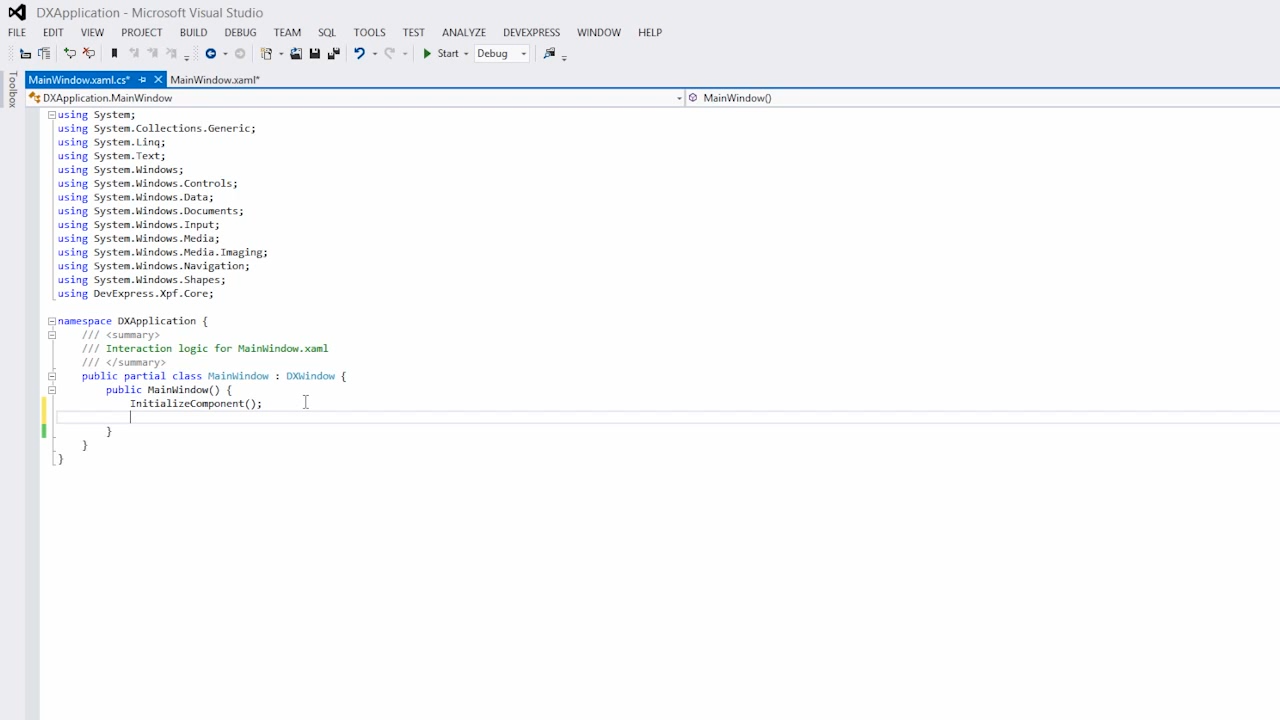 DXApplication - Microsoft Visual Studio
FILE EDIT VIEW PROJECT BUILD DEBUG TEAM SQL TOOLS TEST ANALYZE DEVEXPRESS WINDOW HELP
Start Debug
Toolbox
MainWindow.xaml.cs* MainWindow.xaml*
DXApplication.MainWindow MainWindow()
using System;
using System.Collections.Generic;
using System.Linq;
using System.Text;
using System.Windows;
using System.Windows.Controls;
using System.Windows.Data;
using System.Windows.Documents;
using System.Windows.Input;
using System.Windows.Media;
using System.Windows.Media.Imaging;
using System.Windows.Navigation;
using System.Windows.Shapes;
using DevExpress.Xpf.Core;
namespace DXApplication {
/// <summary>
/// Interaction logic for MainWindow.xaml
/// </summary>
public partial class MainWindow : DXWindow {
public MainWindow() {
InitializeComponent();
}
}
}